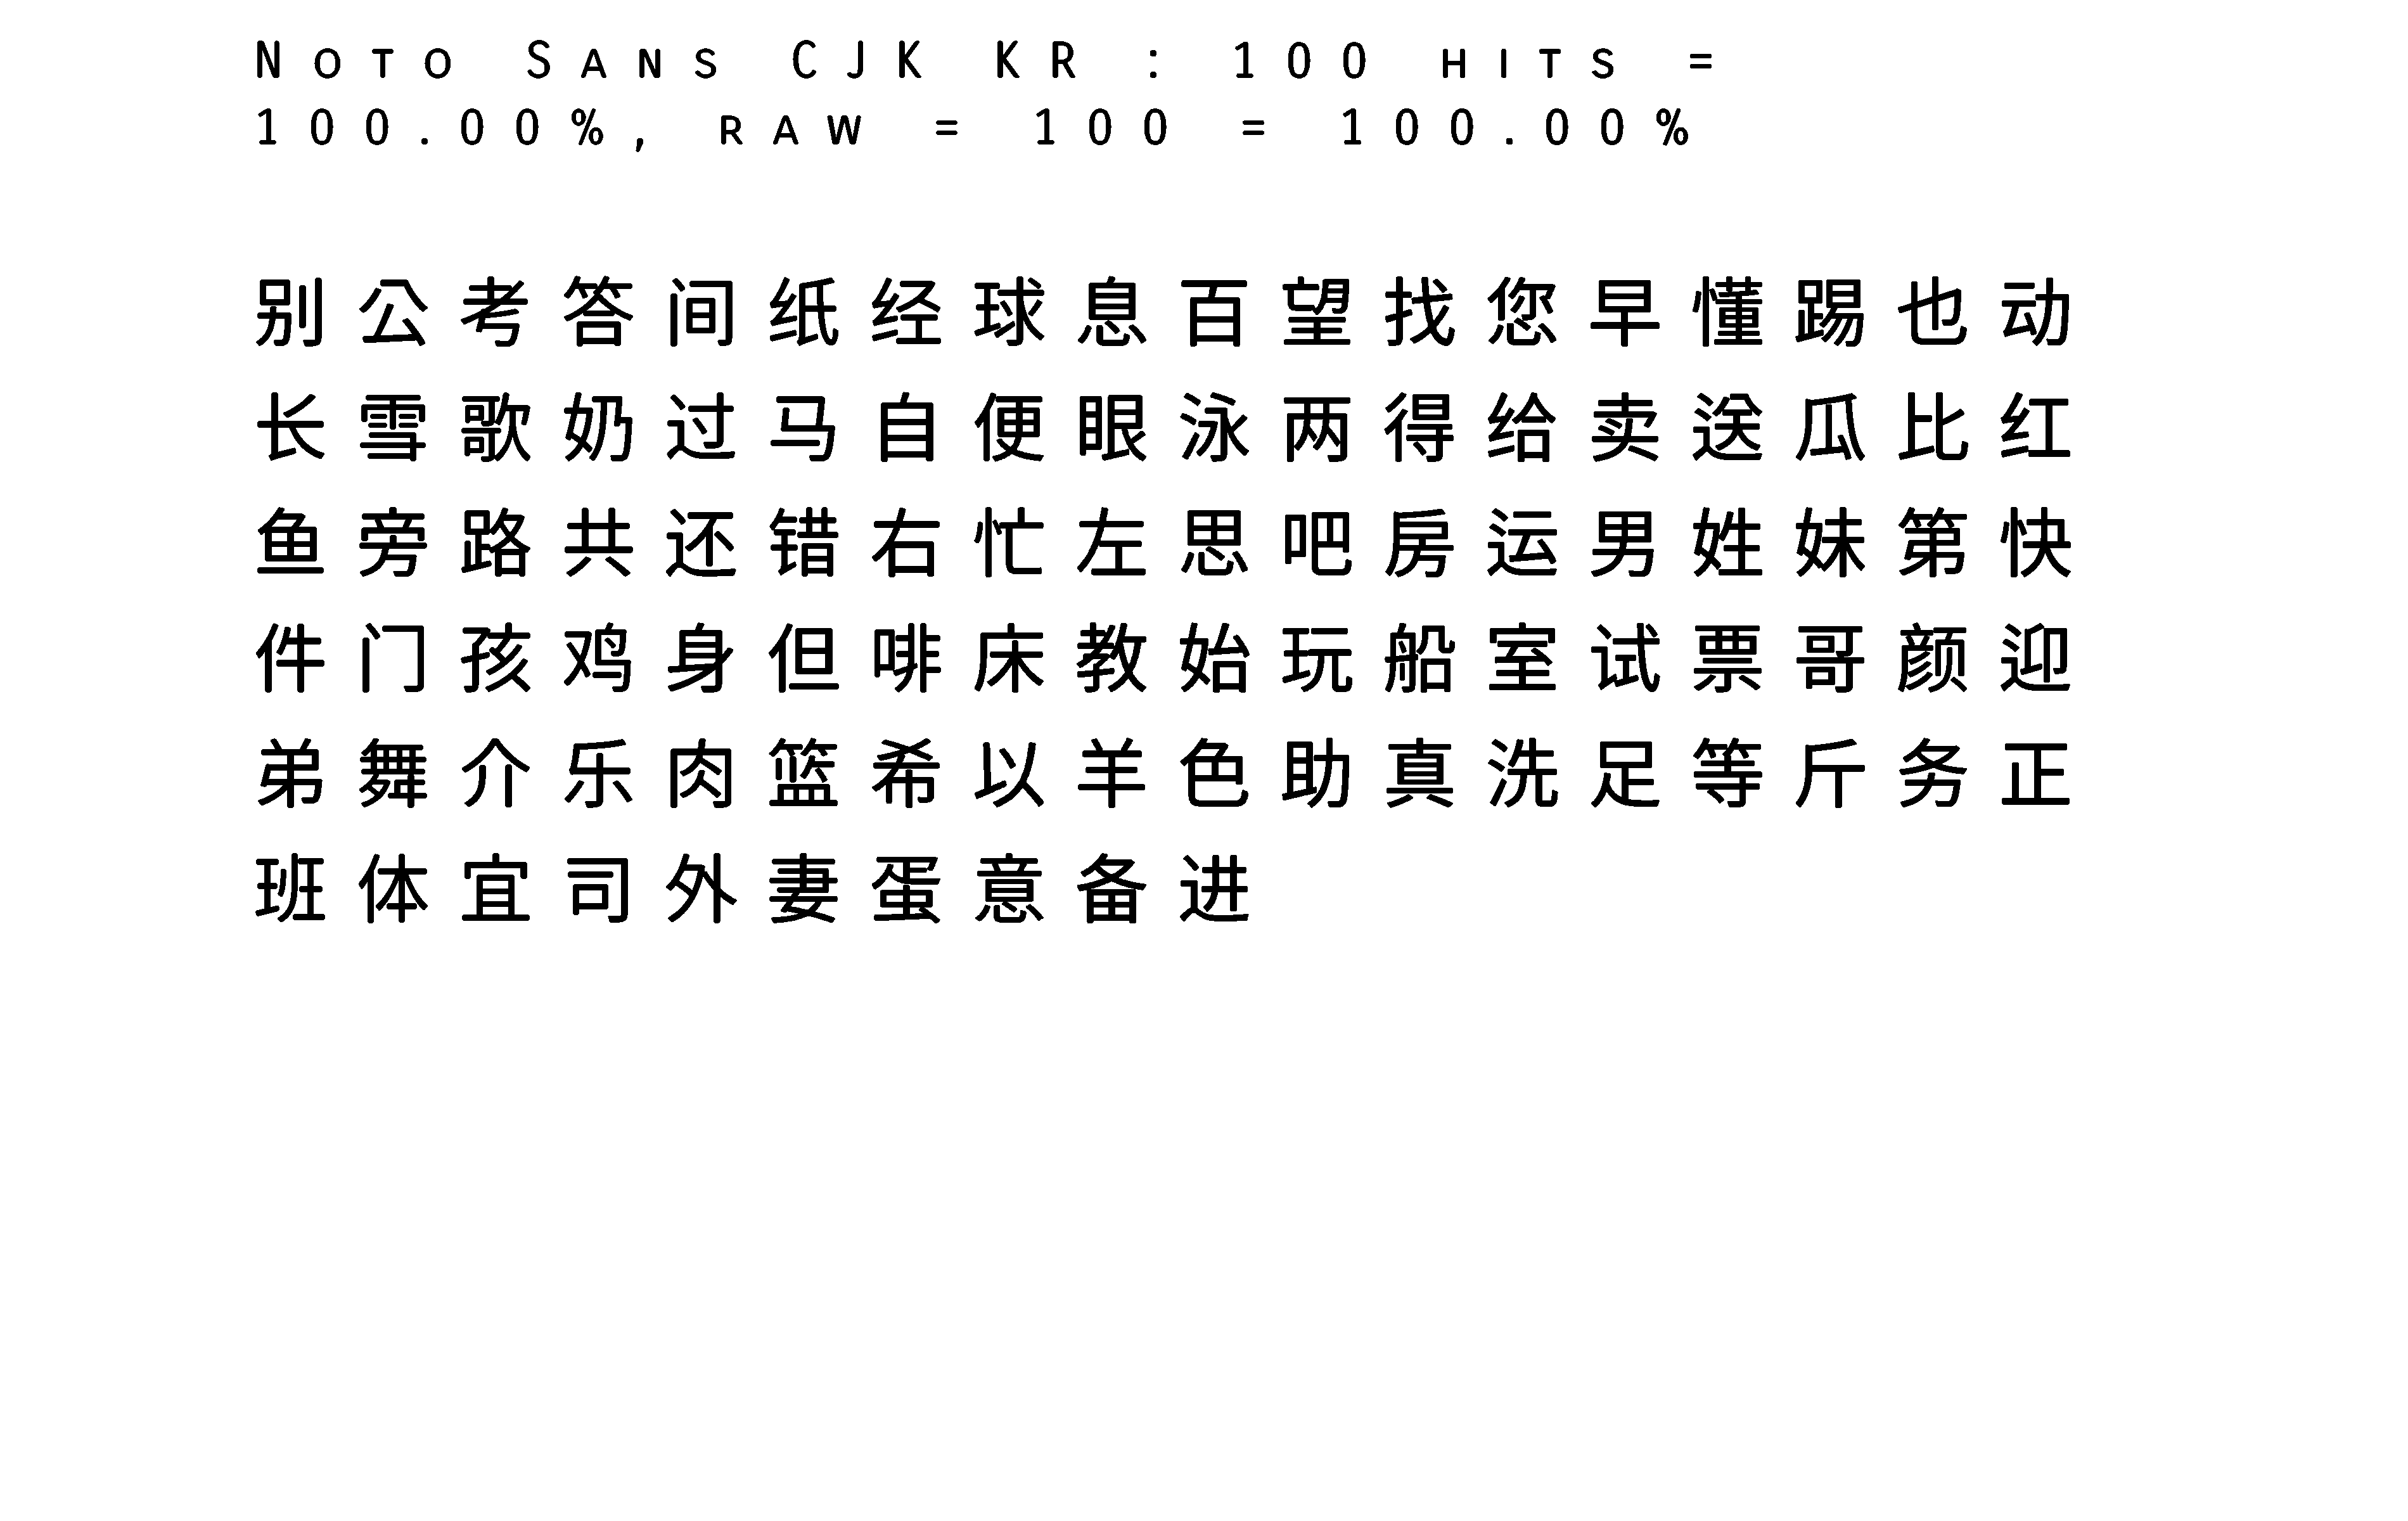 Noto Sans CJK KR : 100 hits =
100.00%, raw = 100 = 100.00%
别公考答间纸经球息百望找您早懂踢也动
长雪歌奶过马自便眼泳两得给卖送瓜比红
鱼旁路共还错右忙左思吧房运男姓妹第快
件门孩鸡身但啡床教始玩船室试票哥颜迎
弟舞介乐肉篮希以羊色助真洗足等斤务正
班体宜司外妻蛋意备进